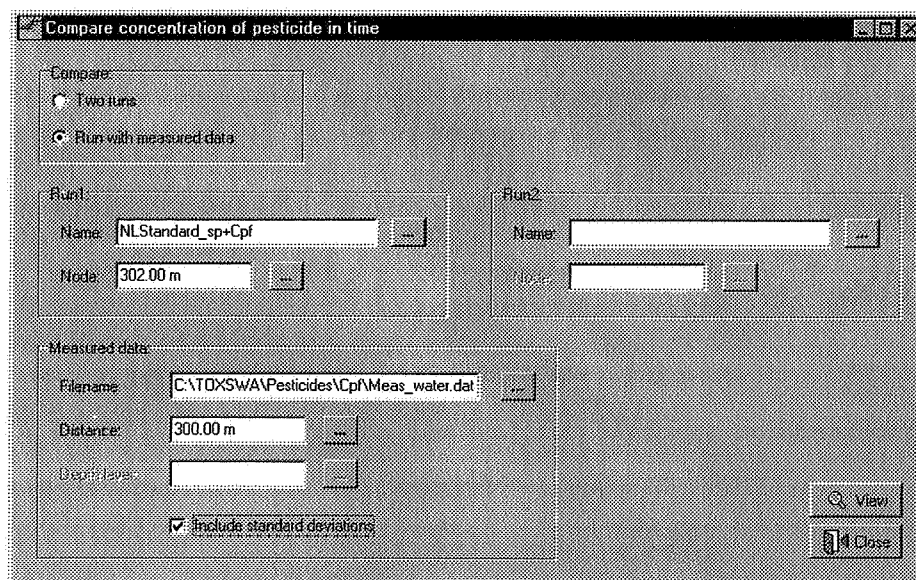 Compare concentration of pesticide in time
Compare:
Two runs
Run with measured data
Run1:
Name: NLStandard_sp+Cpf ...
Node: 302.00 m ...
Run2:
Name: ...
Node:
Measured data:
Filename: C:\TOXSWA\Pesticides\Cpf\Meas_water.dat ...
Distance: 300.00 m ...
Depth layer: ...
Include standard deviations
View
Close